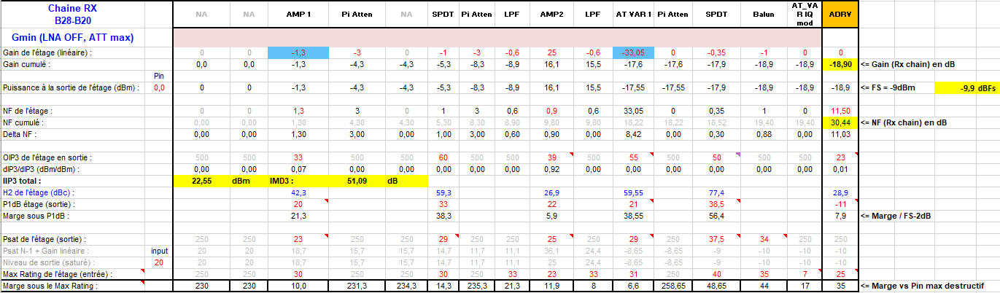 Chaine RX
B28-B20
NA NA AMP 1 Pi Atten NA SPDT Pi Atten LPF AMP2 LPF AT VAR 1 Pi Atten SPDT Balun AT_VAR IQ mod ADRV
Gmin (LNA OFF, ATT max)
Gain de l'étage (linéaire) : 0 0 -1,3 -3 0 -1 -3 -0,6 25 -0,6 -33,05 0 -0,35 -1 0 0
Gain cumulé : 0,0 0,0 -1,3 -4,3 -4,3 -5,3 -8,3 -8,9 16,1 15,5 -17,6 -17,6 -17,9 -18,9 -18,9 -18,90 <= Gain (Rx chain) en dB
Pin
Puissance à la sortie de l'étage (dBm) : 0,0 0 0 -1,3 -4,3 -4,3 -5,3 -8,3 -8,9 16,1 15,5 -17,55 -17,55 -17,9 -18,9 -18,9 -18,9 <= FS = -9dBm -9,9 dBFs
NF de l'étage : 0 0 1,3 3 0 1 3 0,6 0,9 0,6 33,05 0 0,35 1 0 11,50
NF cumulé : 0,00 0,00 1,30 4,30 4,30 5,30 8,30 8,90 9,80 9,80 18,22 18,22 18,52 19,40 19,40 30,44 <= NF (Rx chain) en dB
Delta NF : 0,00 0,00 1,30 3,00 0,00 1,00 3,00 0,60 0,90 0,00 8,42 0,00 0,30 0,88 0,00 11,03
OIP3 de l'étage en sortie : 500 500 33 500 500 60 500 500 39 500 55 500 50 500 500 23
dIP3/dIP3 (dBm/dBm) : 0,00 0,00 0,07 0,00 0,00 0,00 0,00 0,00 0,92 0,00 0,00 0,00 0,00 0,00 0,00 0,01
IIP3 total : 22,55 dBm IMD3 : 51,09 dB
H2 de l'étage (dBc) : 42,3 59,3 26,9 59,55 77,4 28,9
P1dB étage (sortie) : 20 33 22 21 38,5 -11
Marge sous P1dB : 21,3 38,3 5,9 38,55 56,4 7,9 <= Marge / FS-2dB
Psat de l'étage (sortie) : 250 250 23 250 250 29 250 250 25 250 29 250 37,5 34 250 250
Psat N-1 + Gain linéaire : input 20 20 18,7 15,7 15,7 14,7 11,7 11,1 36,1 24,4 -8,65 -8,65 -9 -10 -10 -10
Niveau de sortie (saturé) : 20 20 20 18,7 15,7 15,7 14,7 11,7 11,1 25 24,4 -8,65 -8,65 -9 -10 -10 -10
Max Rating de l'étage (entrée) : 250 250 30 250 250 30 250 33 23 33 31 250 40 35 7 25
Marge sous le Max Rating : 230 230 10,0 231,3 234,3 14,3 235,3 21,3 11,9 8 6,6 258,65 48,65 44 17 35 <= Marge vs Pin max destructif